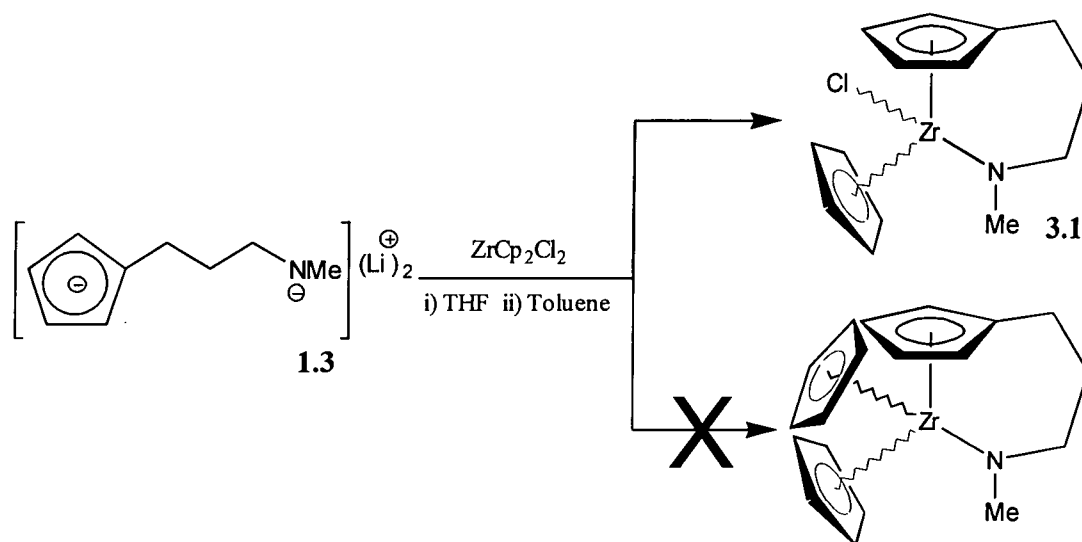 Cl
Zr
N
Me
3.1
NMe
(Li)2
1.3
ZrCp2Cl2
i) THF ii) Toluene
X
Zr
N
Me